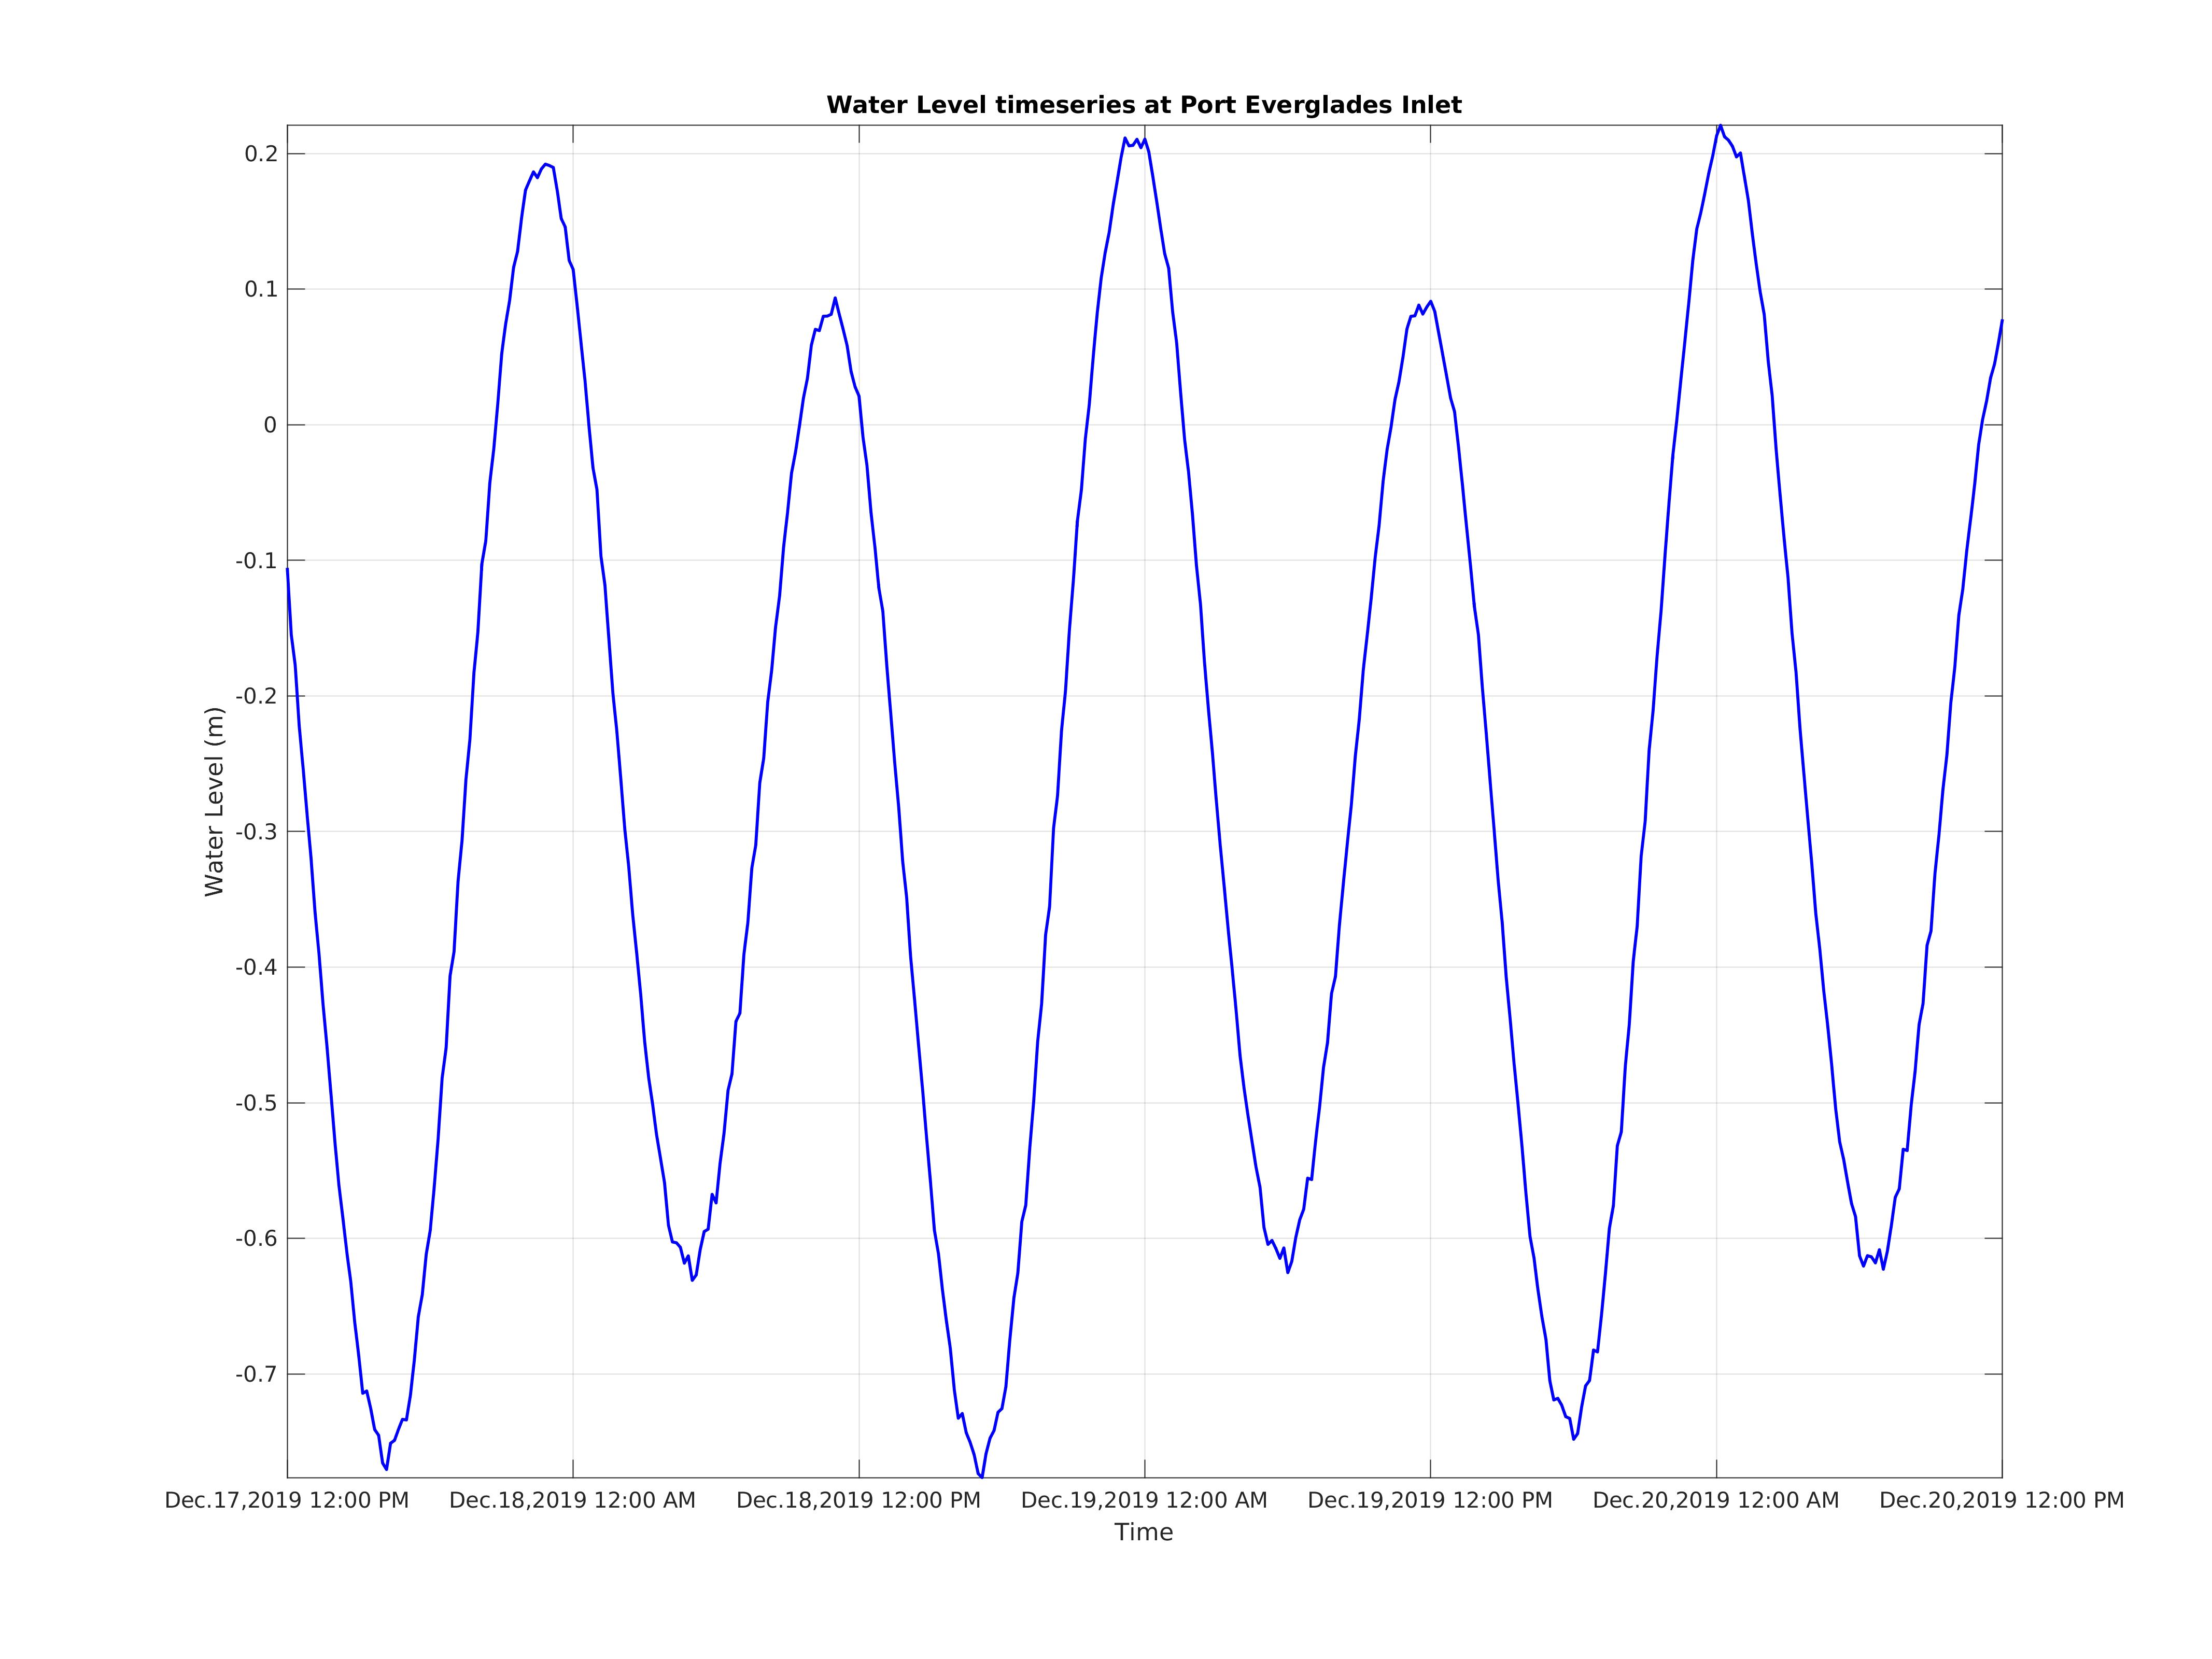 Water Level timeseries at Port Everglades Inlet
0.2
0.1
0
-0.1
-0.2
-0.3
-0.4
-0.5
-0.6
-0.7
Water Level (m)
Dec.17,2019 12:00 PM Dec.18,2019 12:00 AM Dec.18,2019 12:00 PM Dec.19,2019 12:00 AM Dec.19,2019 12:00 PM Dec.20,2019 12:00 AM Dec.20,2019 12:00 PM
Time